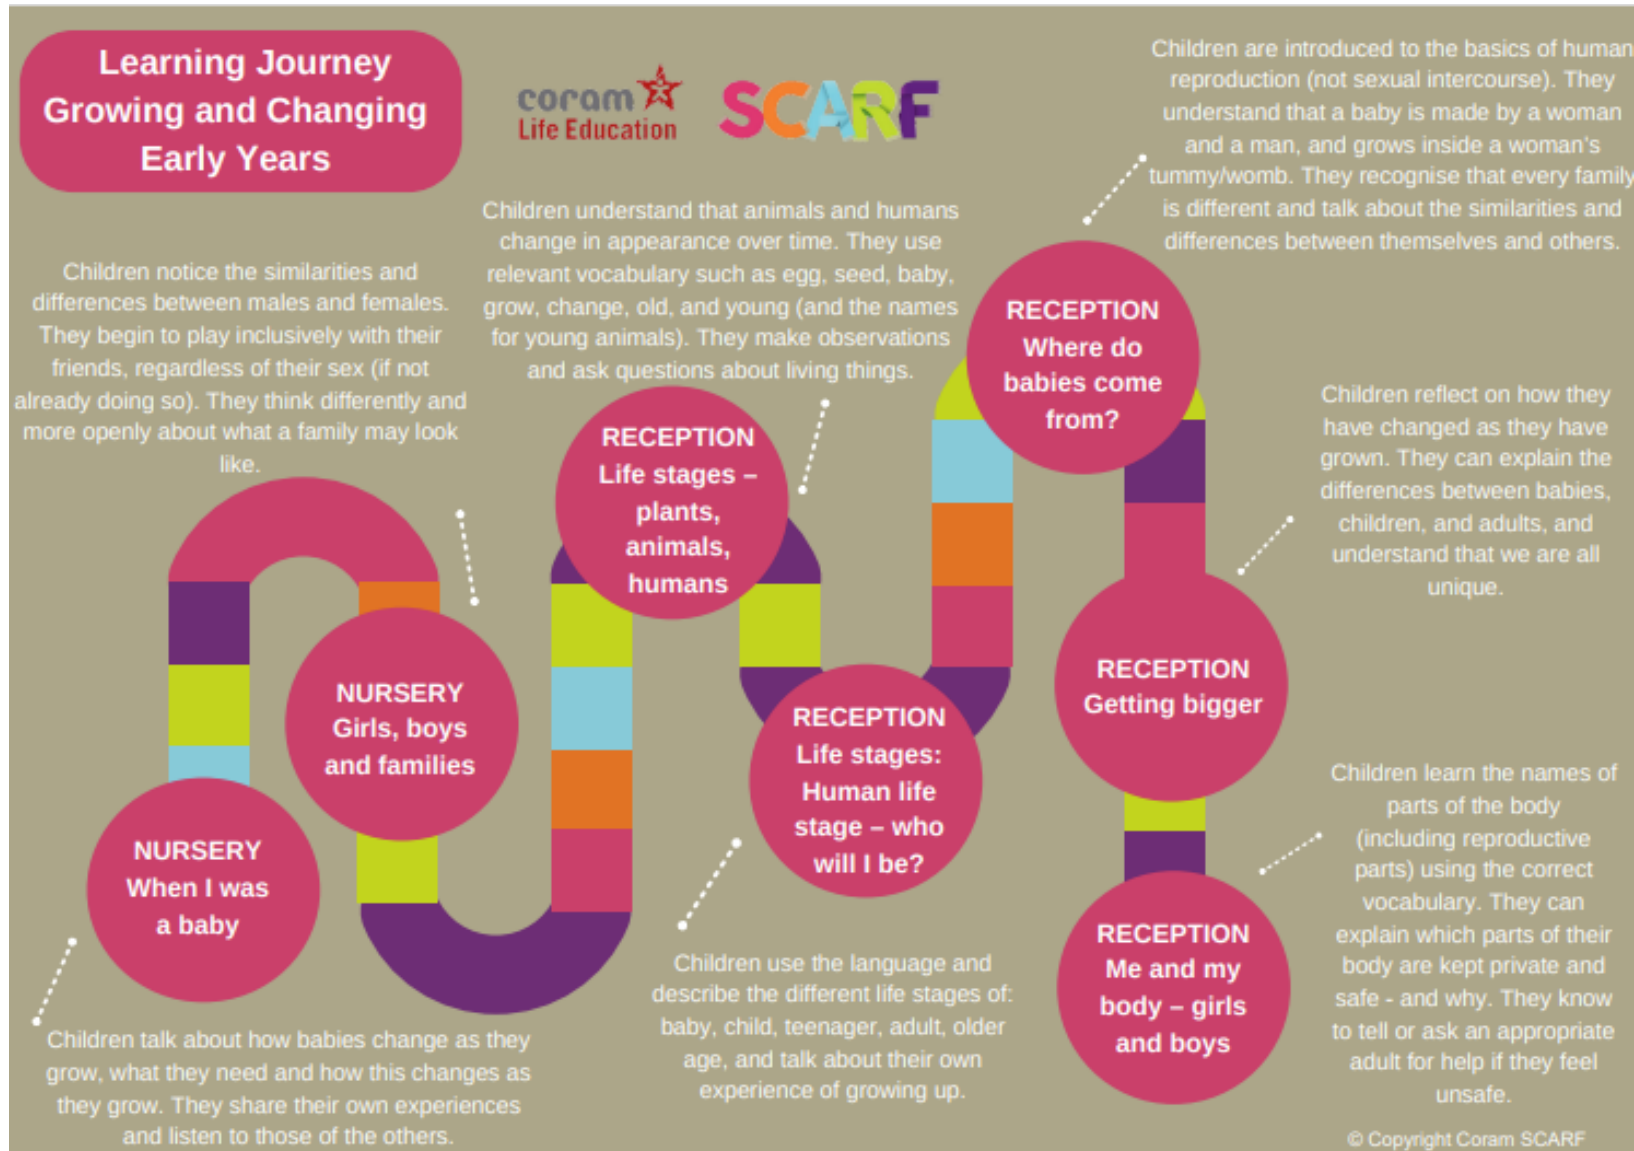 Learning Journey
Growing and Changing
Early Years
coram
Life Education
SCARF
Children are introduced to the basics of human
reproduction (not sexual intercourse). They
understand that a baby is made by a woman
and a man, and grows inside a woman's
tummy/womb. They recognise that every family
is different and talk about the similarities and
differences between themselves and others.
Children understand that animals and humans
change in appearance over time. They use
relevant vocabulary such as egg, seed, baby,
grow, change, old, and young (and the names
for young animals). They make observations
and ask questions about living things.
Children notice the similarities and
differences between males and females.
They begin to play inclusively with their
friends, regardless of their sex (if not
already doing so). They think differently and
more openly about what a family may look
like.
RECEPTION
Where do
babies come
from?
Children reflect on how they
have changed as they have
grown. They can explain the
differences between babies,
children, and adults, and
understand that we are all
unique.
RECEPTION
Life stages –
plants,
animals,
humans
NURSERY
Girls, boys
and families
RECEPTION
Life stages:
Human life
stage – who
will I be?
RECEPTION
Getting bigger
NURSERY
When I was
a baby
Children learn the names of
parts of the body
(including reproductive
parts) using the correct
vocabulary. They can
explain which parts of their
body are kept private and
safe - and why. They know
to tell or ask an appropriate
adult for help if they feel
unsafe.
RECEPTION
Me and my
body – girls
and boys
Children use the language and
describe the different life stages of:
baby, child, teenager, adult, older
age, and talk about their own
experience of growing up.
Children talk about how babies change as they
grow, what they need and how this changes as
they grow. They share their own experiences
and listen to those of the others.
© Copyright Coram SCARF